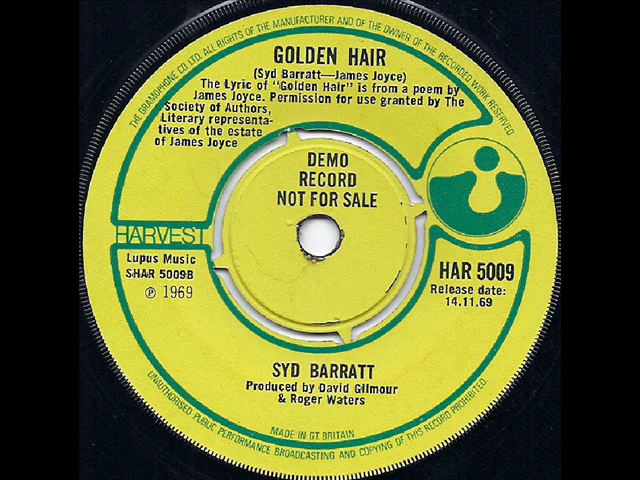 THE GRAMOPHONE CO LTD. ALL RIGHTS OF THE MANUFACTURER AND OF THE OWNER OF THE RECORDED WORK RESERVED.
GOLDEN HAIR
(Syd Barratt—James Joyce)
The Lyric of "Golden Hair" is from a poem by
James Joyce. Permission for use granted by The
Society of Authors,
Literary representa-
tives of the estate
of James Joyce
DEMO
RECORD
NOT FOR SALE
HARVEST
Lupus Music
SHAR 5009B
Ⓟ 1969
HAR 5009
Release date:
14.11.69
SYD BARRATT
Produced by David Gilmour
& Roger Waters
MADE IN GT. BRITAIN
UNAUTHORISED PUBLIC PERFORMANCE BROADCASTING AND COPYING OF THIS RECORD PROHIBITED.